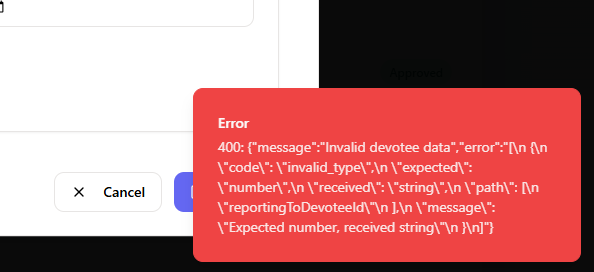 Approved
Error
400: {"message":"Invalid devotee data","error":"[\n {\n
\"code\": \"invalid_type\",\n \"expected\":
\"number\",\n \"received\": \"string\",\n \"path\": [\n
\"reportingToDevoteeId\"\n ],\n \"message\":
\"Expected number, received string\"\n }\n]"}
Cancel